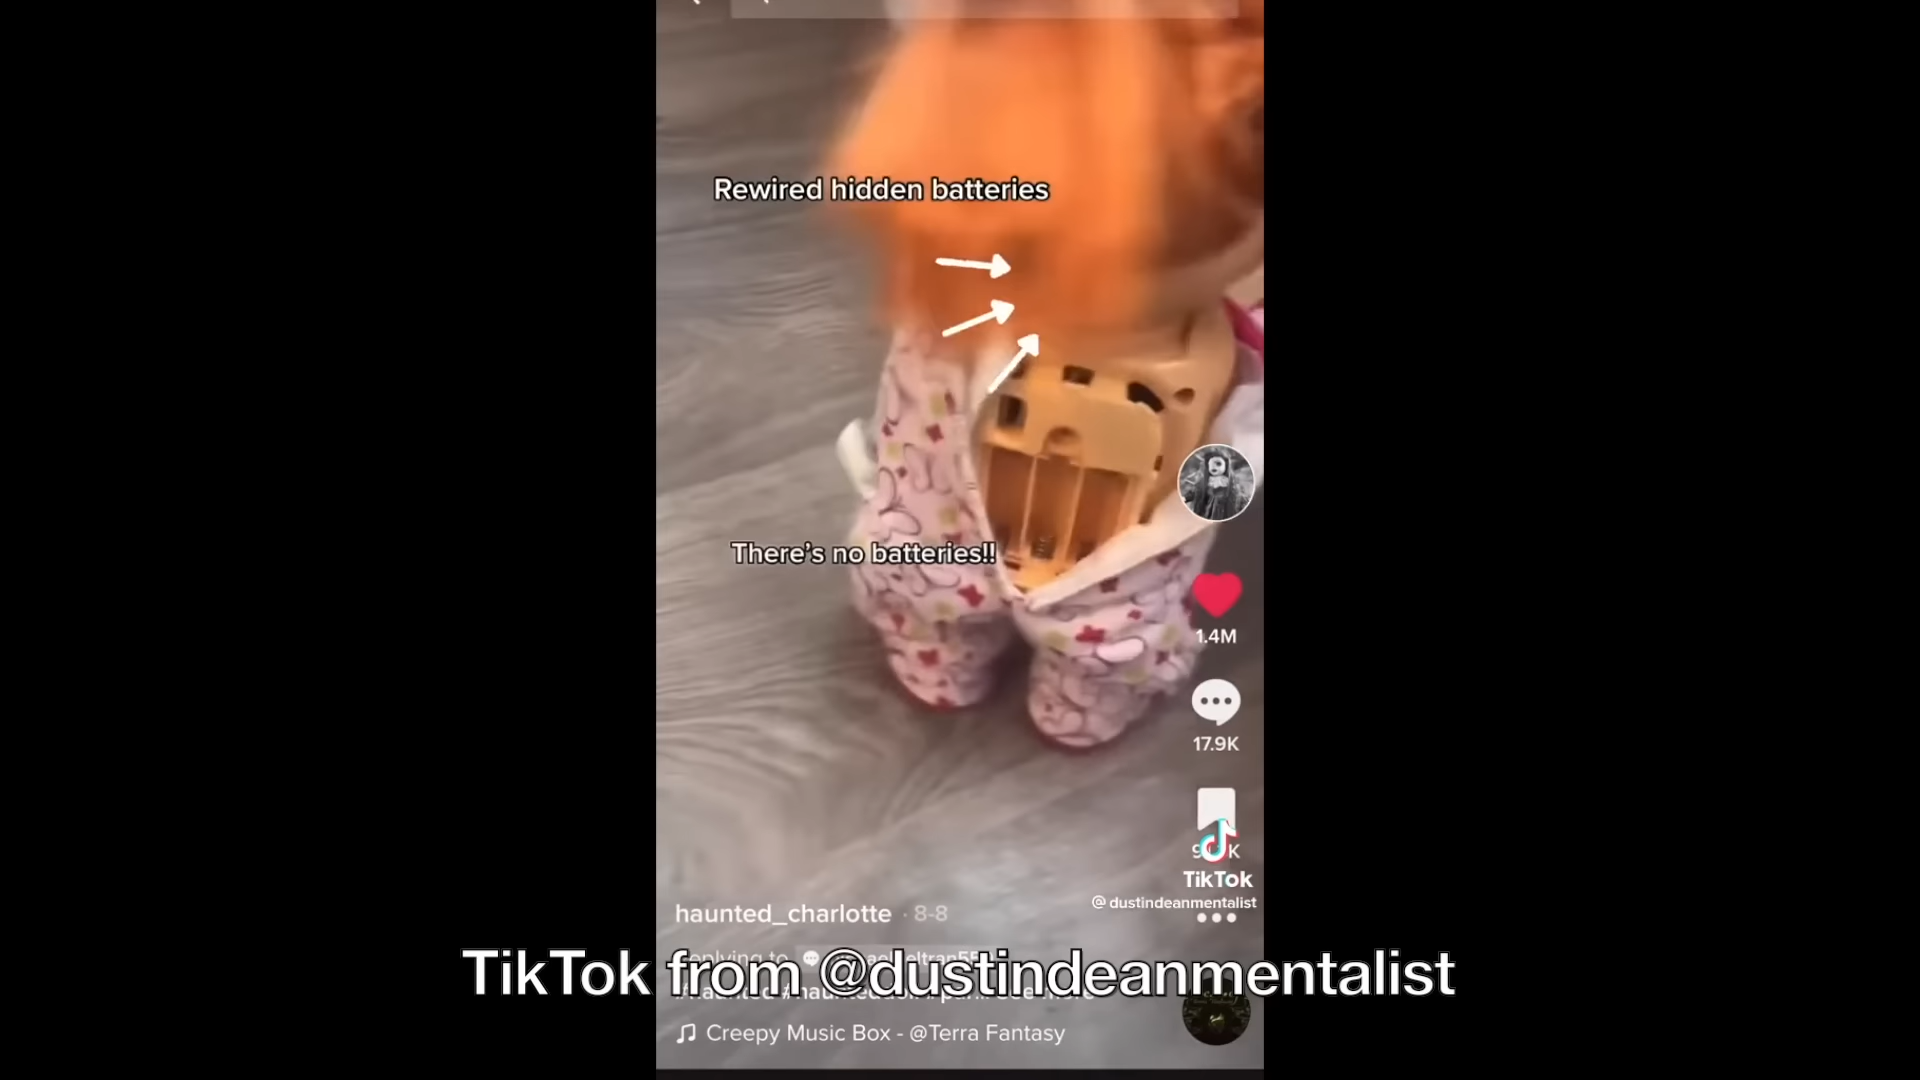 Rewired hidden batteries
There's no batteries!!
1.4M
17.9K
TikTok
@dustindeanmentalist
haunted_charlotte · 8-8
TikTok from @dustindeanmentalist
Creepy Music Box - @Terra Fantasy